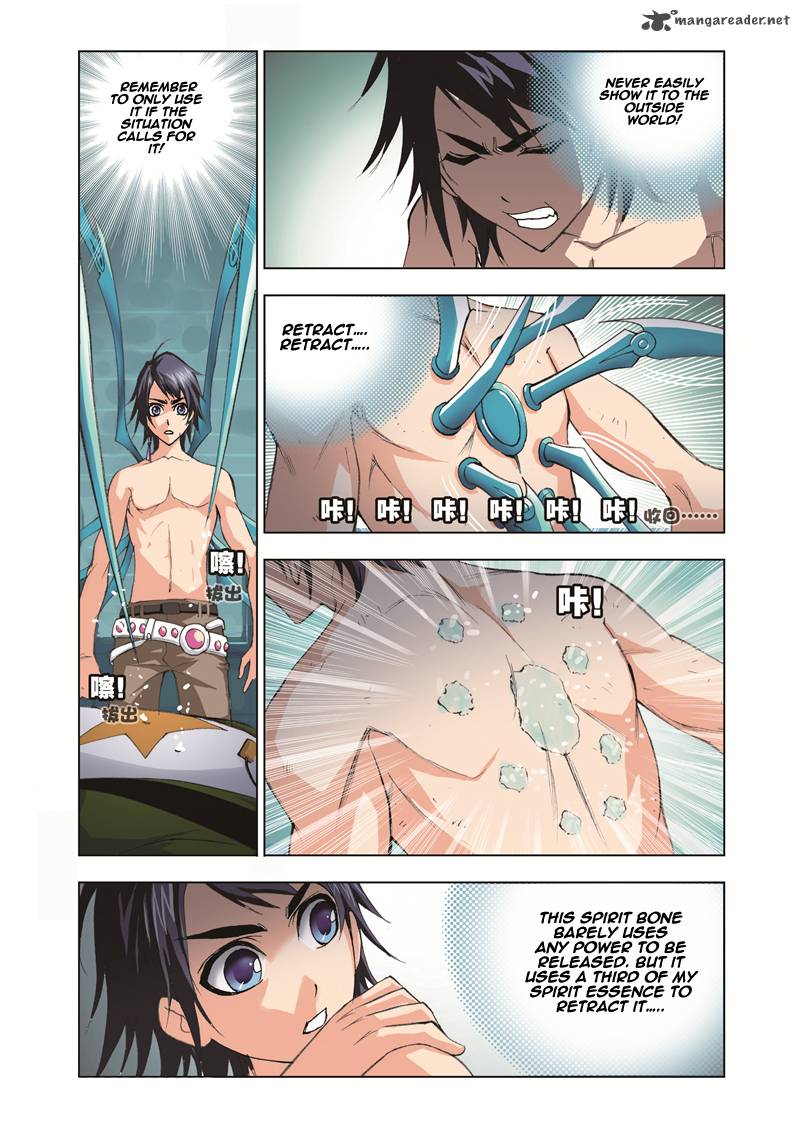 mangareader.net
REMEMBER
TO ONLY USE
IT IF THE
SITUATION
CALLS FOR
IT!
NEVER EASILY
SHOW IT TO THE
OUTSIDE
WORLD!
RETRACT....
RETRACT.....
咔! 咔! 咔! 咔! 咔! 咔! 收回……
嚓!
拔出
嚓!
拔出
咔!
THIS SPIRIT BONE
BARELY USES
ANY POWER TO BE
RELEASED. BUT IT
USES A THIRD OF MY
SPIRIT ESSENCE TO
RETRACT IT.....